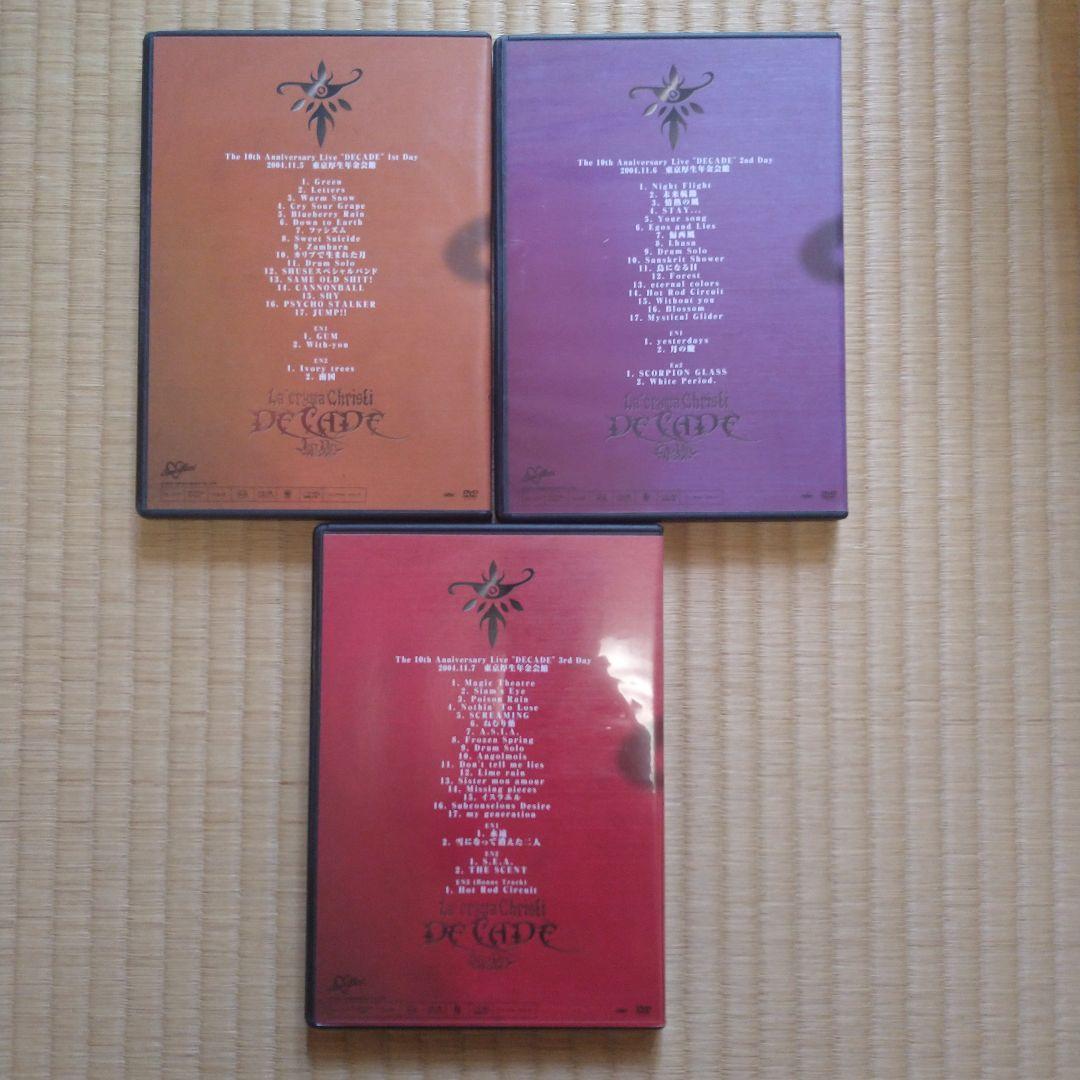 The 10th Anniversary Live "DECADE" 1st Day
2004.11.5 東京厚生年金会館
1. Green
2. Letters
3. Warm Snow
4. Cry Sour Grape
5. Blueberry Rain
6. Down to Earth
7. ファシズム
8. Sweet Suicide
9. Zambara
10. カリブで生まれた月
11. Drum Solo
12. SHUSEスペシャルバンド
13. SAME OLD SHIT!
14. CANNONBALL
15. SHY
16. PSYCHO STALKER
17. JUMP!!
EN1
1. GUM
2. With-you
EN2
1. Ivory trees
2.南国
La'cryma Christi
DECADE
DVD
The 10th Anniversary Live "DECADE" 2nd Day
2004.11.6 東京厚生年金会館
1. Night Flight
2. 未来航路
3. 情熱の風
4. STAY...
5. Your song
6. Egos and Lies
7. 偏西風
8. Lhasa
9. Drum Solo
10. Sanskrit Shower
11. 鳥になる日
12. Forest
13. eternal colors
14. Hot Rod Circuit
15. Without you
16. Blossom
17. Mystical Glider
EN1
1. yesterdays
2. 月の瞼
En2
1. SCORPION GLASS
2. White Period.
La'cryma Christi
DECADE
DVD
The 10th Anniversary Live "DECADE" 3rd Day
2004.11.7 東京厚生年金会館
1. Magic Theatre
2. Siam's Eye
3. Poison Rain
4. Nothin' To Lose
5. SCREAMING
6. ねむり薬
7. A.S.I.A.
8. Frozen Spring
9. Drum Solo
10. Angolmois
11. Don't tell me lies
12. Lime rain
13. Sister mon amour
14. Missing pieces
15. イスラエル
16. Subconscious Desire
17. my generation
EN1
1. 永遠
2. 雪になって消えた二人
EN2
1. S.E.A.
2. THE SCENT
EN3 (Bonus Track)
1. Hot Rod Circuit
La'cryma Christi
DECADE
DVD